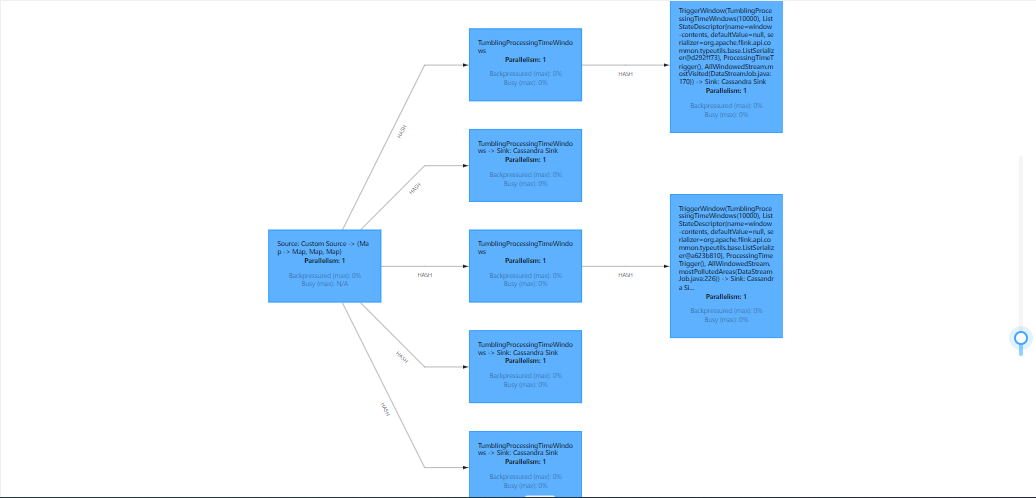 Source: Custom Source -> (Ma
p -> Map, Map, Map)
Parallelism: 1
Backpressured (max): 0%
Busy (max): N/A
HASH
HASH
HASH
HASH
HASH
TumblingProcessingTimeWindo
ws
Parallelism: 1
Backpressured (max): 0%
Busy (max): 0%
TumblingProcessingTimeWindo
ws -> Sink: Cassandra Sink
Parallelism: 1
Backpressured (max): 0%
Busy (max): 0%
TumblingProcessingTimeWindo
ws
Parallelism: 1
Backpressured (max): 0%
Busy (max): 0%
TumblingProcessingTimeWindo
ws -> Sink: Cassandra Sink
Parallelism: 1
Backpressured (max): 0%
Busy (max): 0%
TumblingProcessingTimeWindo
ws -> Sink: Cassandra Sink
Parallelism: 1
Backpressured (max): 0%
Busy (max): 0%
HASH
HASH
TriggerWindow(TumblingProce
ssingTimeWindows(10000), List
StateDescriptor{name=window
-contents, defaultValue=null, se
rializer=org.apache.flink.api.co
mmon.typeutils.base.ListSerializ
er@d292ff73}, ProcessingTimeT
rigger(), AllWindowedStream.m
ostVisited(DataStreamJob.java:
170)) -> Sink: Cassandra Sink
Parallelism: 1
Backpressured (max): 0%
Busy (max): 0%
TriggerWindow(TumblingProce
ssingTimeWindows(10000), List
StateDescriptor{name=window
-contents, defaultValue=null, se
rializer=org.apache.flink.api.co
mmon.typeutils.base.ListSerializ
er@a623b810}, ProcessingTime
Trigger(), AllWindowedStream.
mostPollutedAreas(DataStream
Job.java:226)) -> Sink: Cassandr
a Si...
Parallelism: 1
Backpressured (max): 0%
Busy (max): 0%